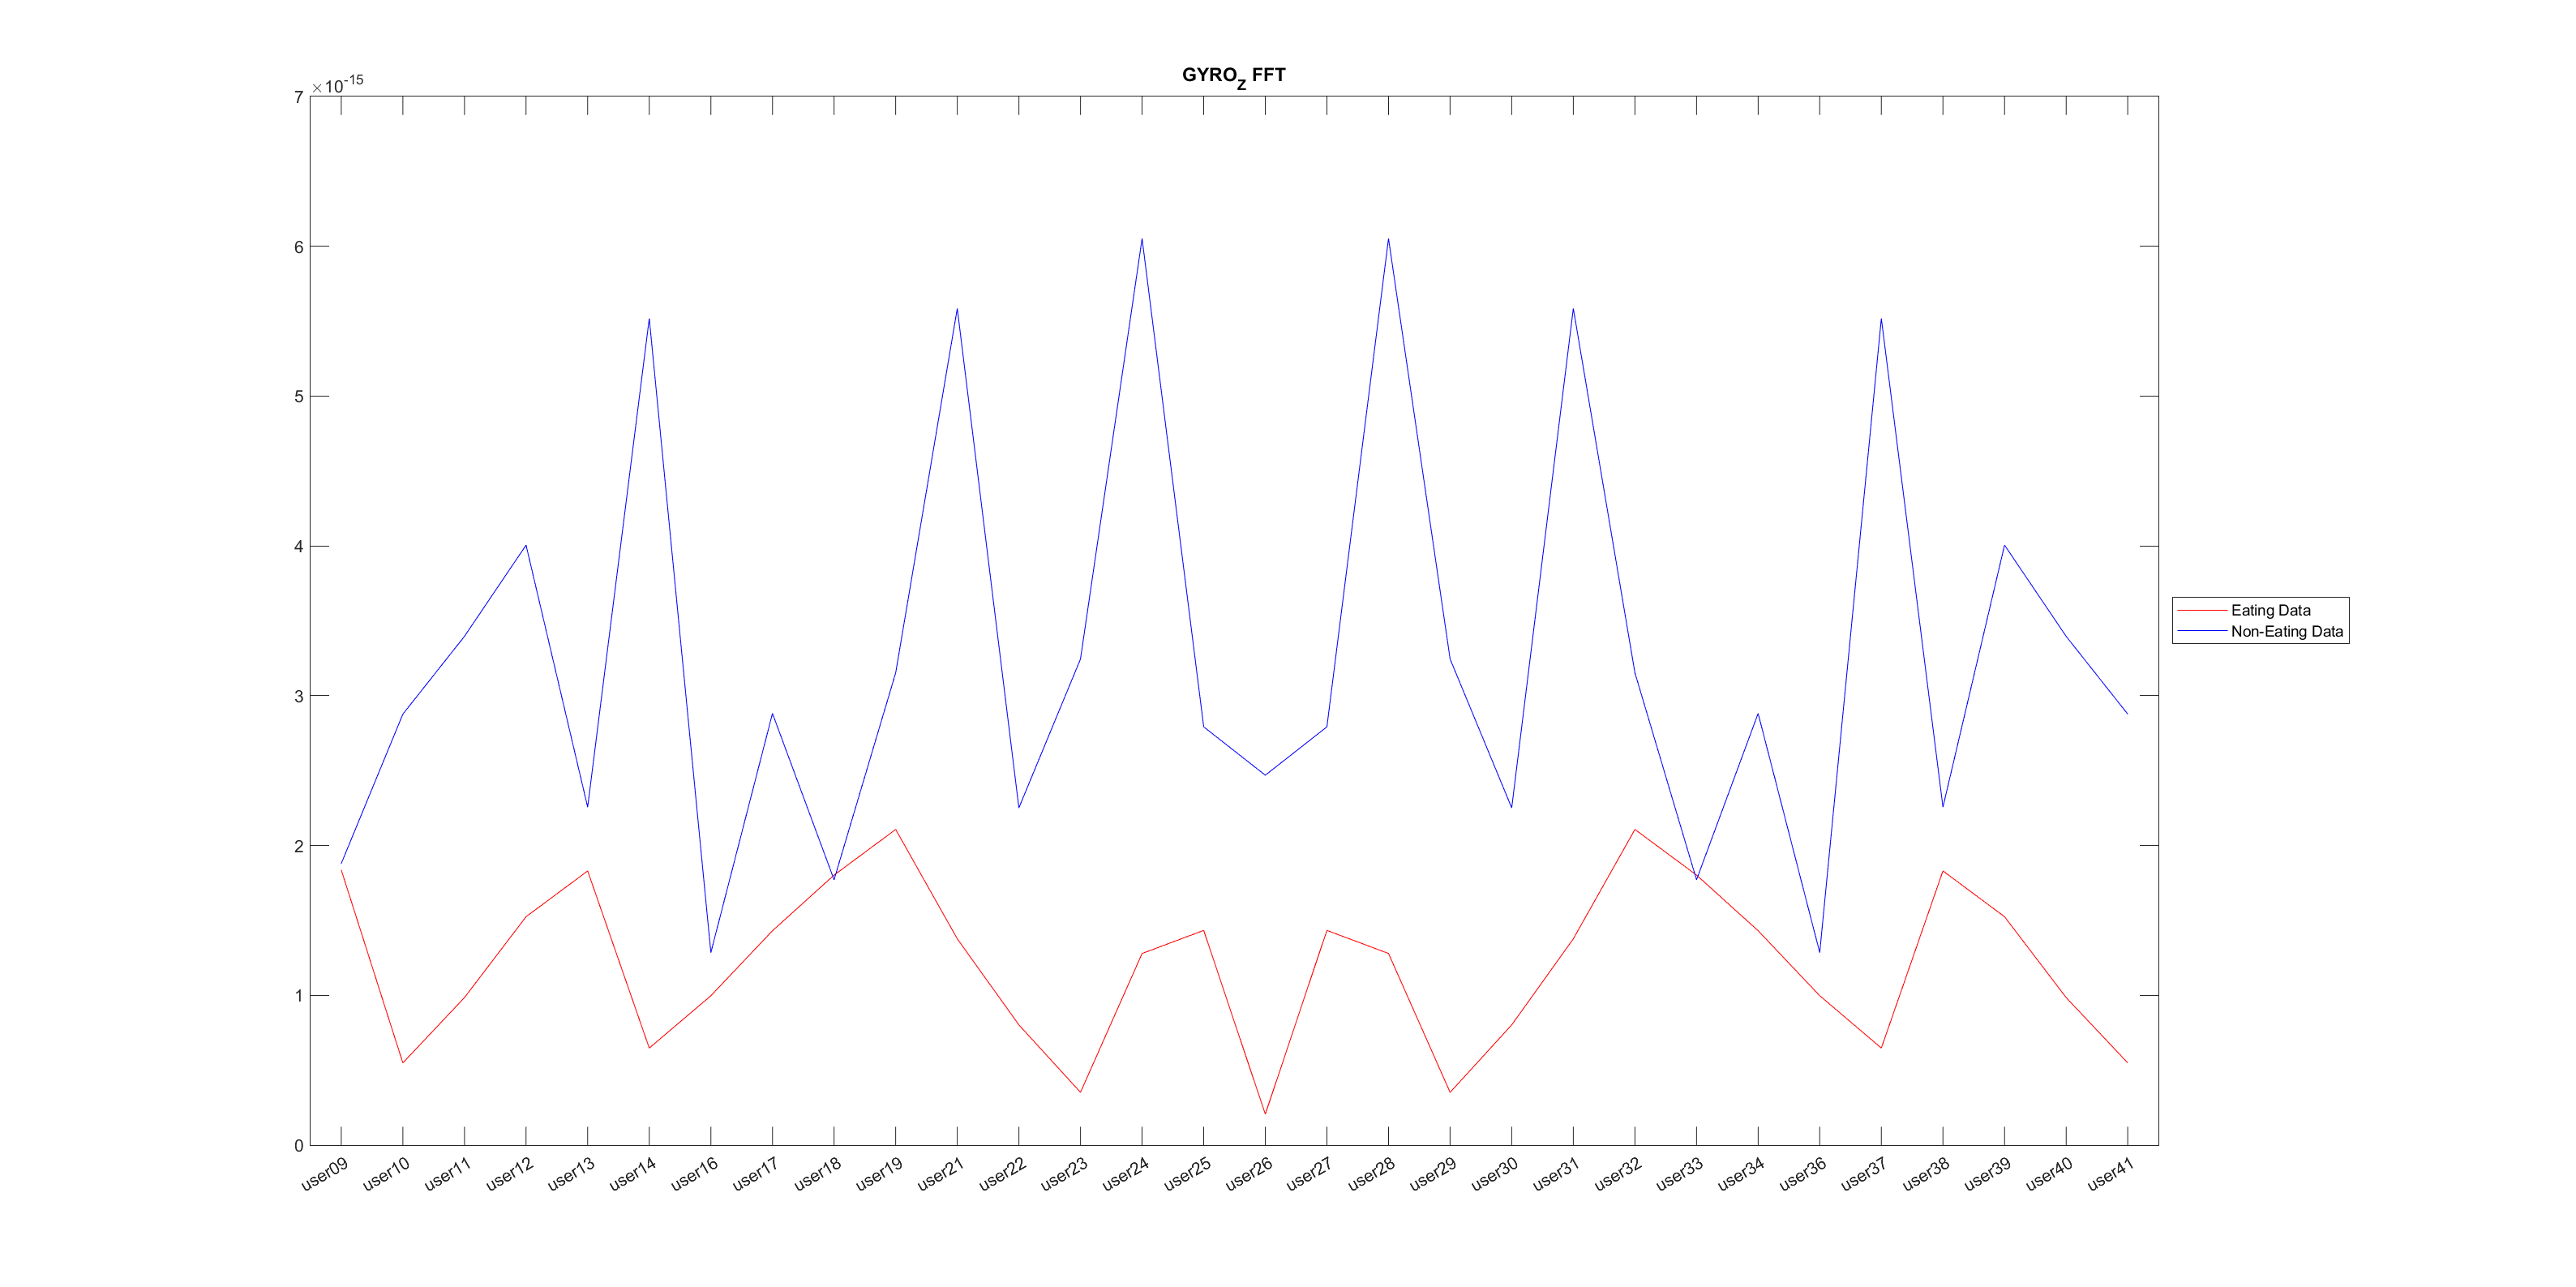 GYROZ FFT
×10-15
7
6
5
4
3
2
1
0
user09 user10 user11 user12 user13 user14 user16 user17 user18 user19 user21 user22 user23 user24 user25 user26 user27 user28 user29 user30 user31 user32 user33 user34 user36 user37 user38 user39 user40 user41
Eating Data
Non-Eating Data